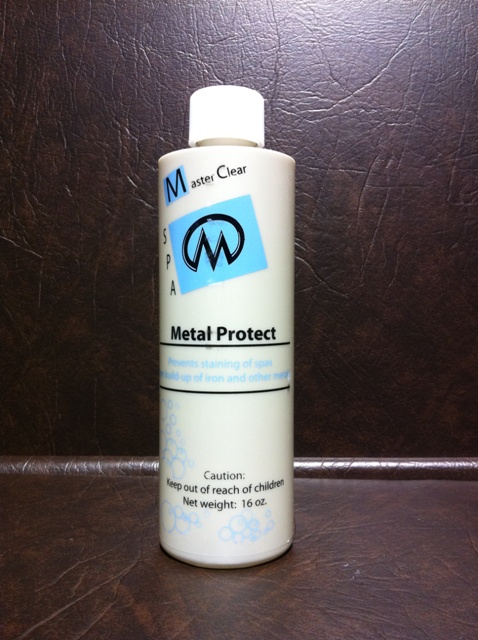 Master Clear
M
SPA
Metal Protect
Prevents staining of spas
build-up of iron and other
Caution:
Keep out of reach of children
Net weight: 16 oz.